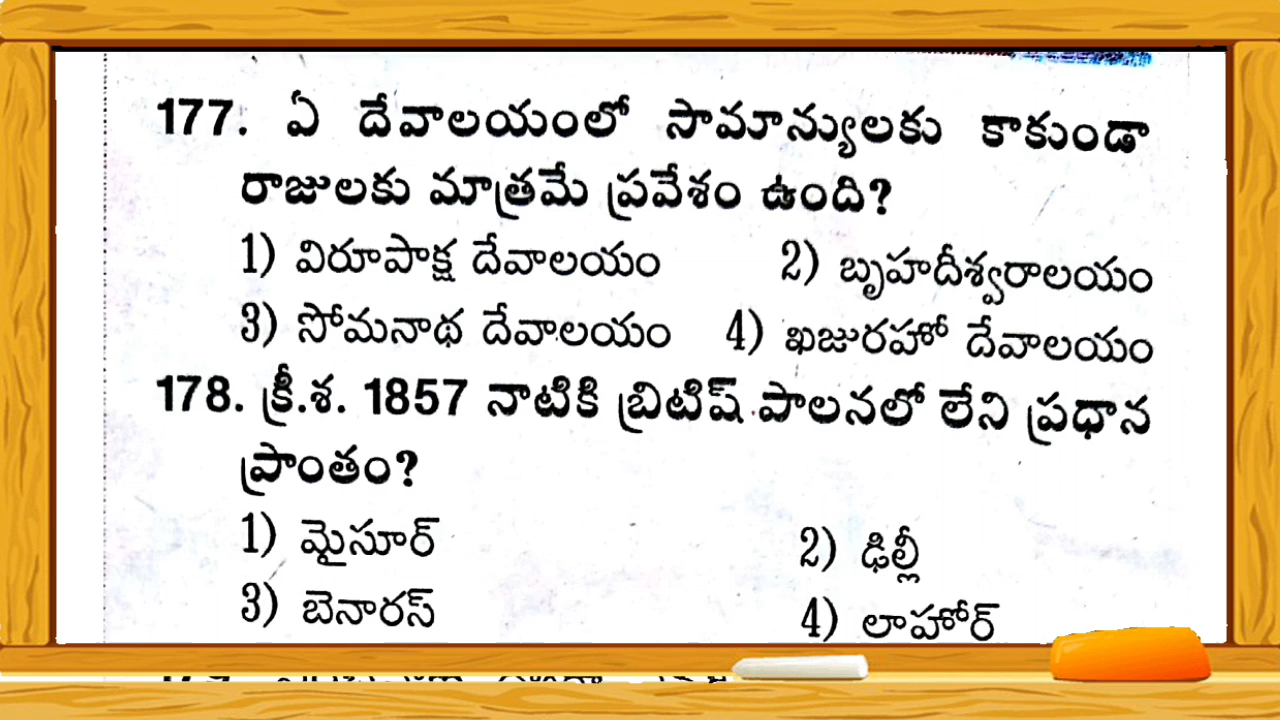 177. ఏ దేవాలయంలో సామాన్యులకు కాకుండా
రాజులకు మాత్రమే ప్రవేశం ఉంది?
1) విరూపాక్ష దేవాలయం 2) బృహదీశ్వరాలయం
3) సోమనాథ దేవాలయం 4) ఖజురహో దేవాలయం
178. క్రీ.శ. 1857 నాటికి బ్రిటిష్ పాలనలో లేని ప్రధాన
ప్రాంతం?
1) మైసూర్ 2) ఢిల్లీ
3) బెనారస్ 4) లాహోర్